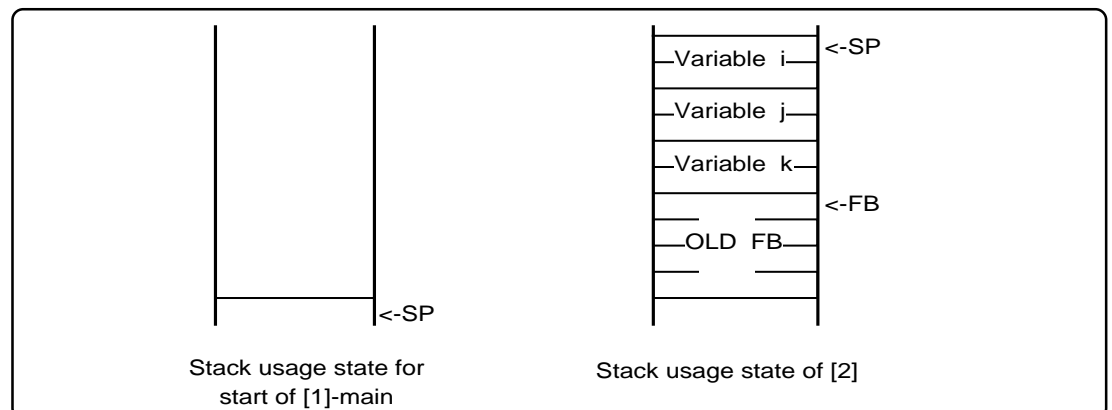 <-SP
Variable i
Variable j
Variable k
<-FB
OLD FB
<-SP
Stack usage state for
start of [1]-main
Stack usage state of [2]